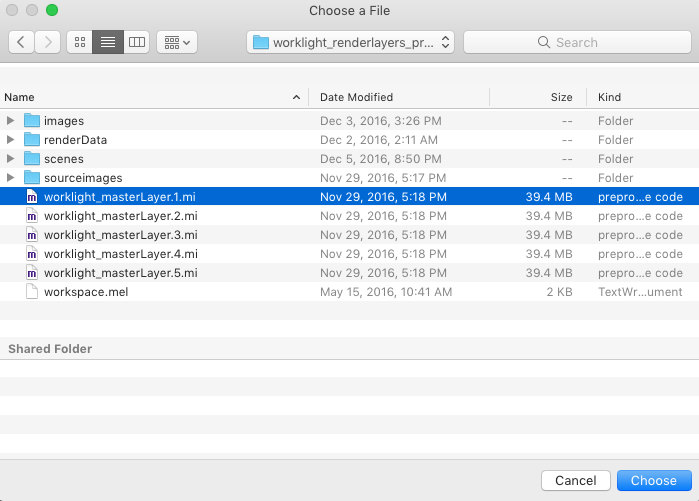 Choose a File
worklight_renderlayers_pr...
Search
Name Date Modified Size Kind
images Dec 3, 2016, 3:26 PM -- Folder
renderData Dec 2, 2016, 2:11 AM -- Folder
scenes Dec 5, 2016, 8:50 PM -- Folder
sourceimages Nov 29, 2016, 5:17 PM -- Folder
worklight_masterLayer.1.mi Nov 29, 2016, 5:18 PM 39.4 MB prepro...e code
worklight_masterLayer.2.mi Nov 29, 2016, 5:18 PM 39.4 MB prepro...e code
worklight_masterLayer.3.mi Nov 29, 2016, 5:18 PM 39.4 MB prepro...e code
worklight_masterLayer.4.mi Nov 29, 2016, 5:18 PM 39.4 MB prepro...e code
worklight_masterLayer.5.mi Nov 29, 2016, 5:18 PM 39.4 MB prepro...e code
workspace.mel May 15, 2016, 10:41 AM 2 KB TextWr...ument
Shared Folder
Cancel Choose